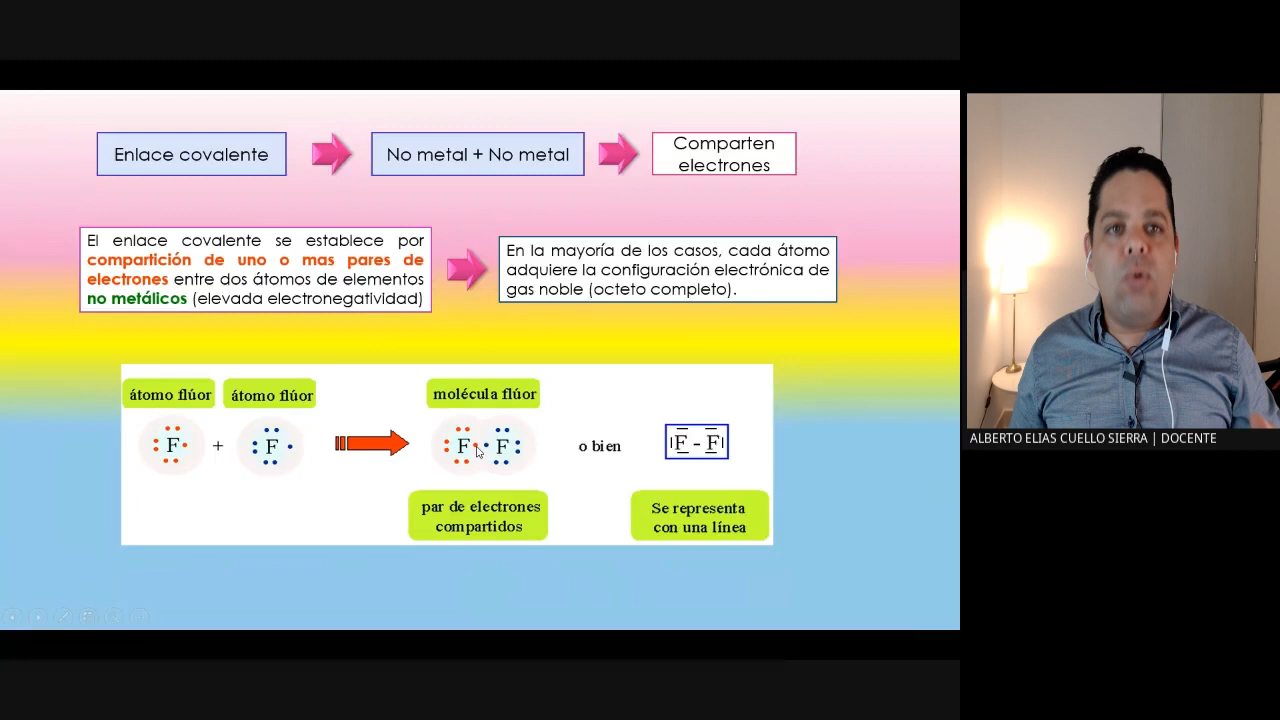 Enlace covalente
No metal + No metal
Comparten
electrones
El enlace covalente se establece por
compartición de uno o mas pares de
electrones entre dos átomos de elementos
no metálicos (elevada electronegatividad)
En la mayoría de los casos, cada átomo
adquiere la configuración electrónica de
gas noble (octeto completo).
átomo flúor
átomo flúor
molécula flúor
F + F
F F
o bien
F - F
par de electrones
compartidos
Se representa
con una línea
ALBERTO ELIAS CUELLO SIERRA | DOCENTE